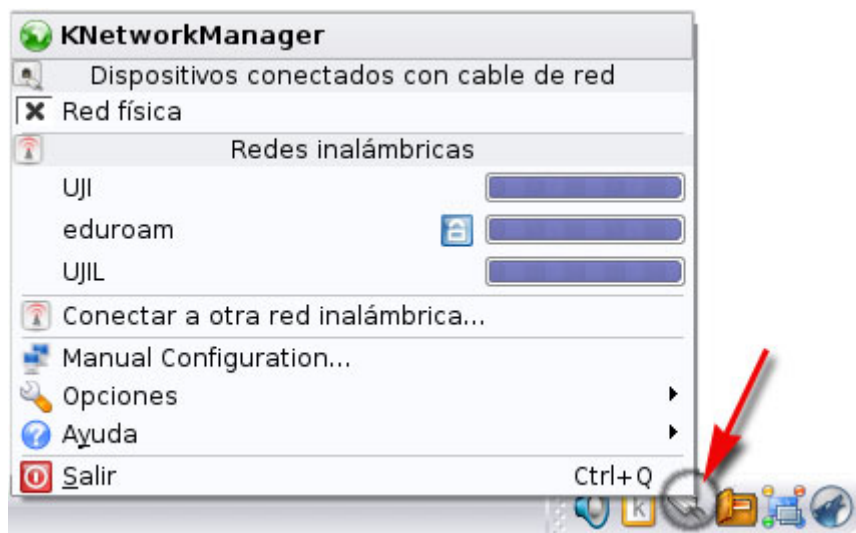 KNetworkManager
Dispositivos conectados con cable de red
Red física
Redes inalámbricas
UJI
eduroam
UJIL
Conectar a otra red inalámbrica...
Manual Configuration...
Opciones
Ayuda
Salir Ctrl+Q
k